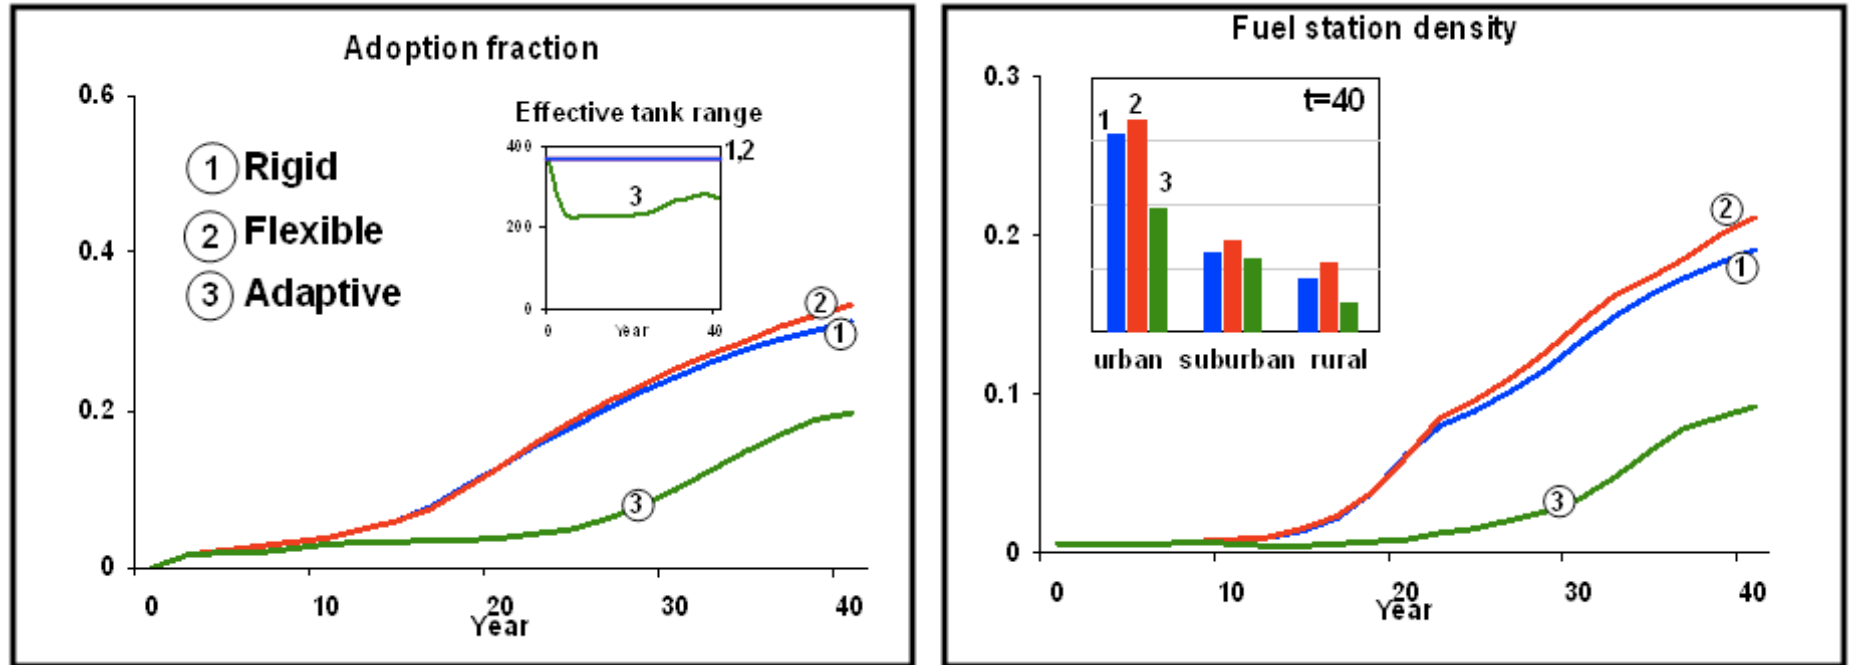 Adoption fraction
0.6
0.4
0.2
0
1 Rigid
2 Flexible
3 Adaptive
Effective tank range
400
200
0
1,2
3
0
Year
40
2
1
3
0
10
20
30
40
Year
Fuel station density
0.3
0.2
0.1
0
t=40
1
2
3
urban
suburban
rural
2
1
3
0
10
20
30
40
Year